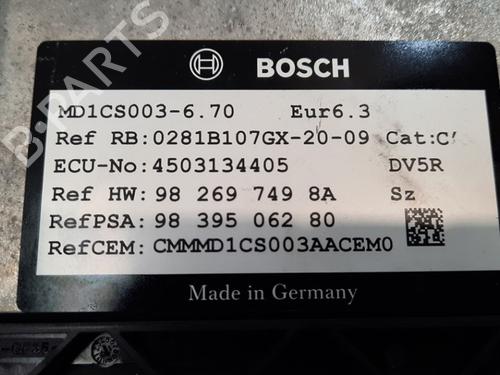 B-PARTS
BOSCH
MD1CS003-6.70 Eur6.3
Ref RB:0281B107GX-20-09 Cat:C'
ECU-No:4503134405 DV5R
Ref HW:98 269 749 8A Sz
RefPSA:98 395 062 80
RefCEM:CMMMD1CS003AACEM0
Made in Germany